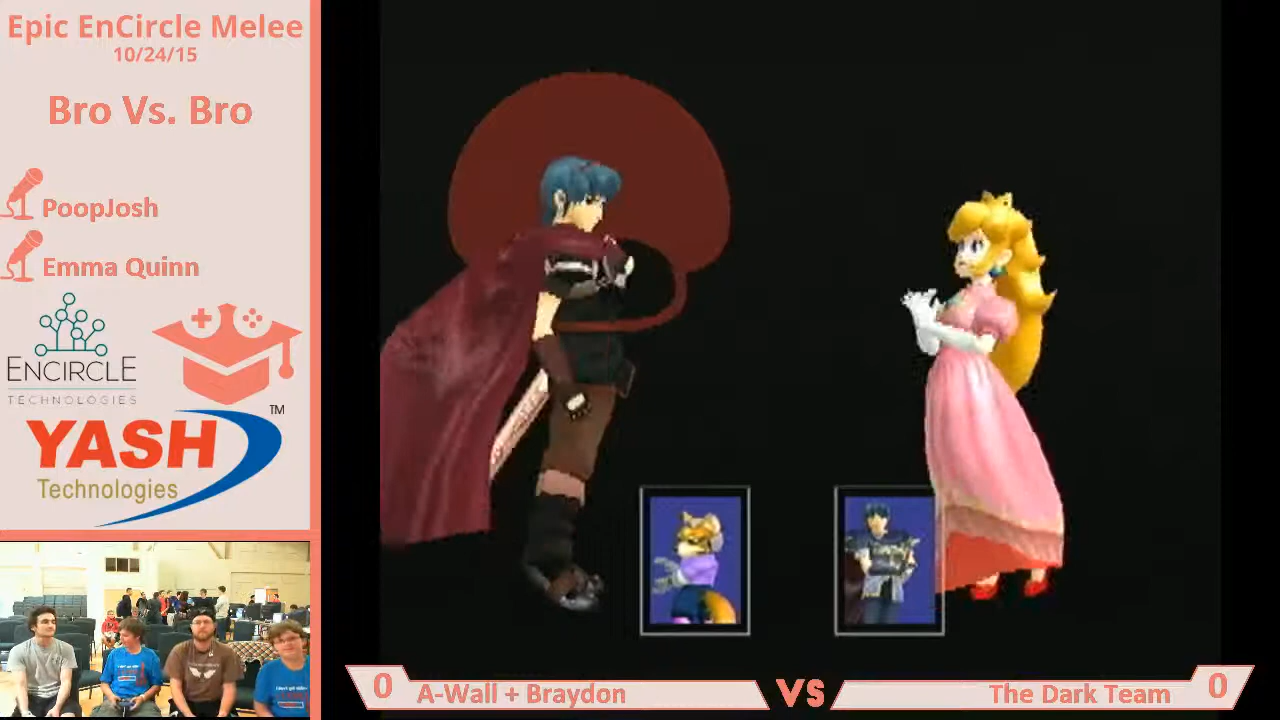 Epic EnCircle Melee
10/24/15
Bro Vs. Bro
PoopJosh
Emma Quinn
ENCIRCLE
TECHNOLOGIES
YASH TM
Technologies
0 A-Wall + Braydon VS The Dark Team 0